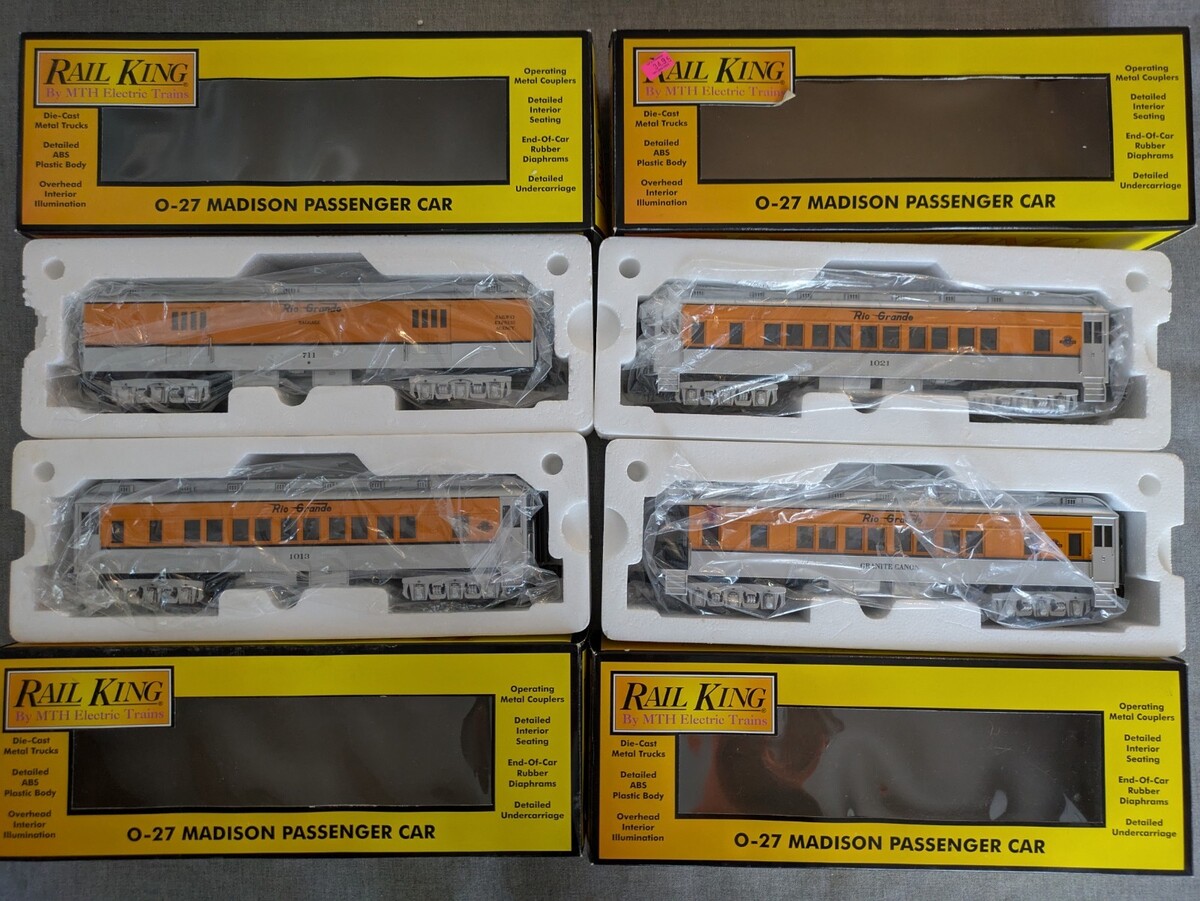 RAIL KING
By MTH Electric Trains
Die-Cast
Metal Trucks
Detailed
ABS
Plastic Body
Overhead
Interior
Illumination
Operating
Metal Couplers
Detailed
Interior
Seating
End-Of-Car
Rubber
Diaphrams
Detailed
Undercarriage
O-27 MADISON PASSENGER CAR
RAIL KING
By MTH Electric Trains
Die-Cast
Metal Trucks
Detailed
ABS
Plastic Body
Overhead
Interior
Illumination
Operating
Metal Couplers
Detailed
Interior
Seating
End-Of-Car
Rubber
Diaphrams
Detailed
Undercarriage
O-27 MADISON PASSENGER CAR
Rio Grande
RAILWAY
EXPRESS
AGENCY
711
Rio Grande
1021
Rio Grande
1013
Rio Gra
GRANITE CANON
RAIL KING
By MTH Electric Trains
Die-Cast
Metal Trucks
Detailed
ABS
Plastic Body
Overhead
Interior
Illumination
Operating
Metal Couplers
Detailed
Interior
Seating
End-Of-Car
Rubber
Diaphrams
Detailed
Undercarriage
O-27 MADISON PASSENGER CAR
RAIL KING
By MTH Electric Trains
Die-Cast
Metal Trucks
Detailed
ABS
Plastic Body
Overhead
Interior
Illumination
Operating
Metal Couplers
Detailed
Interior
Seating
End-Of-Car
Rubber
Diaphrams
Detailed
Undercarriage
O-27 MADISON PASSENGER CAR